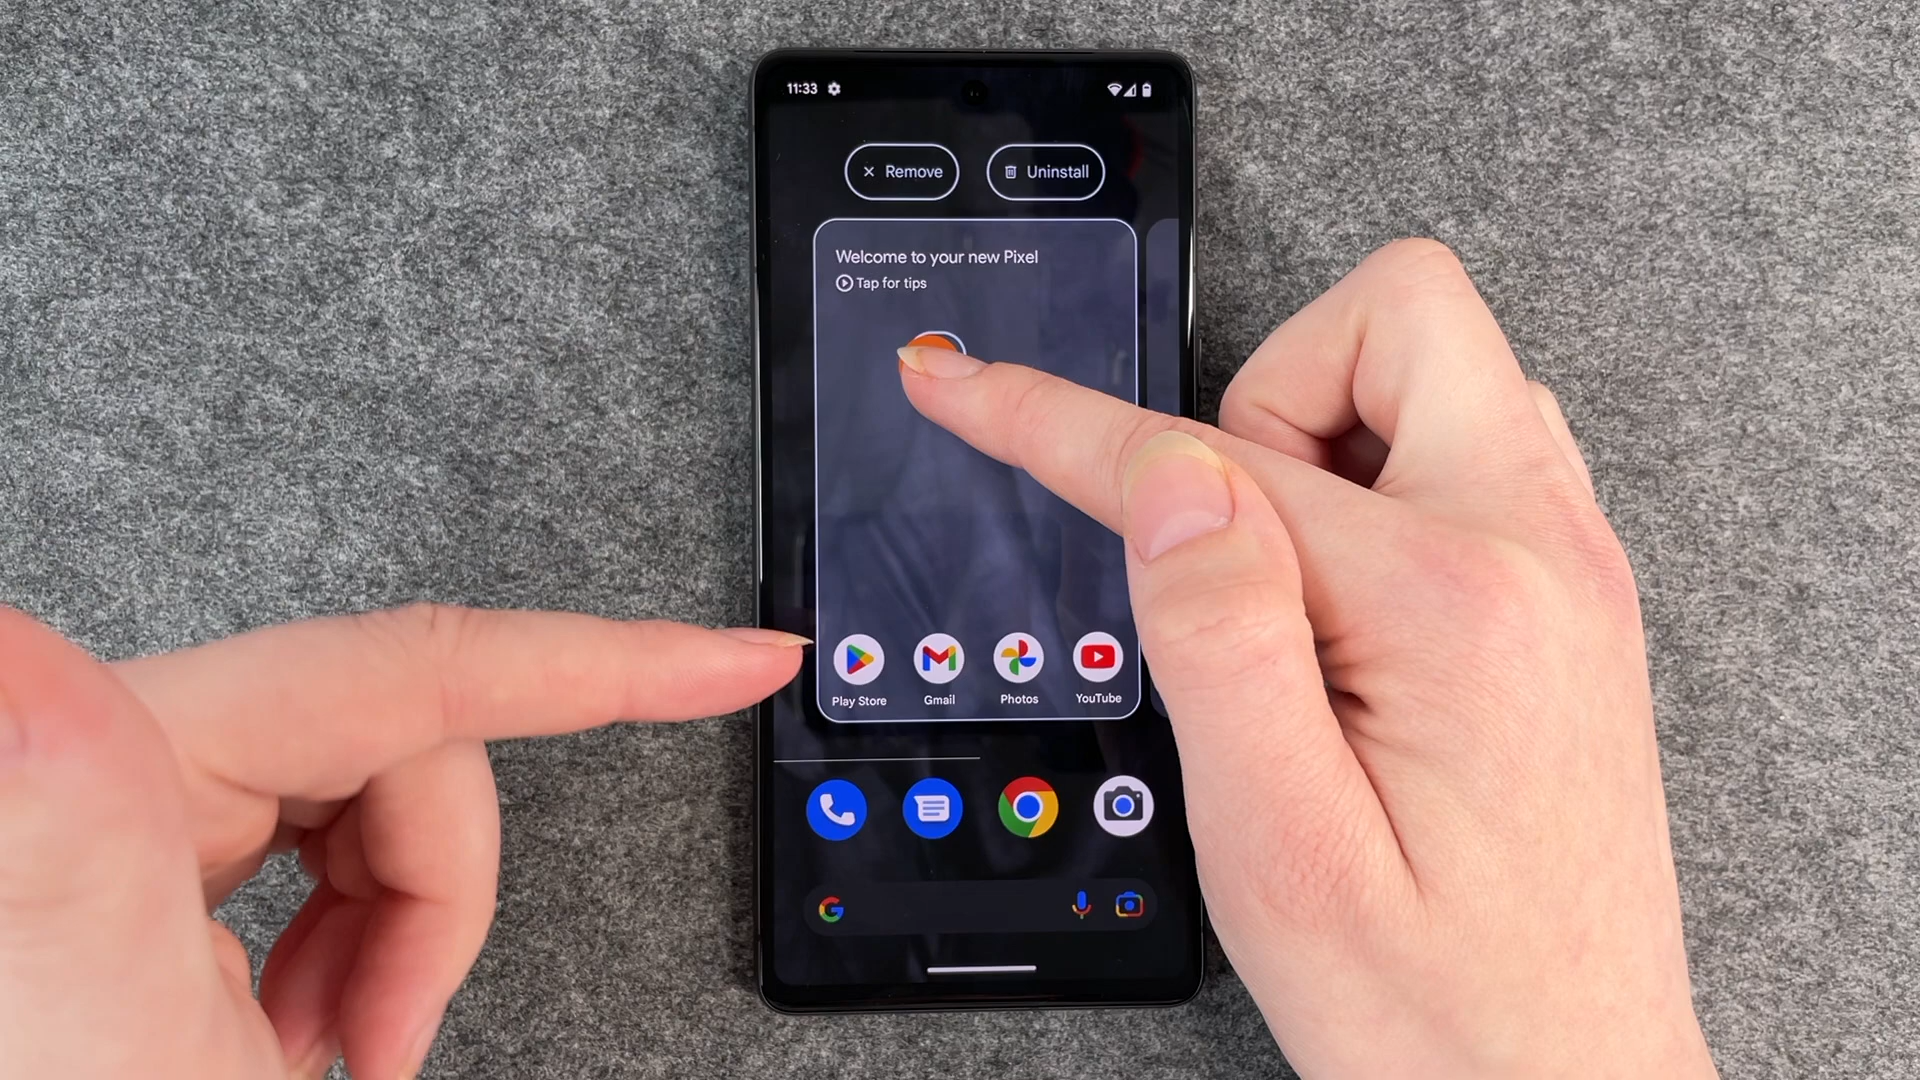 11:33
Remove
Uninstall
Welcome to your new Pixel
Tap for tips
Play Store
Gmail
Photos
YouTube